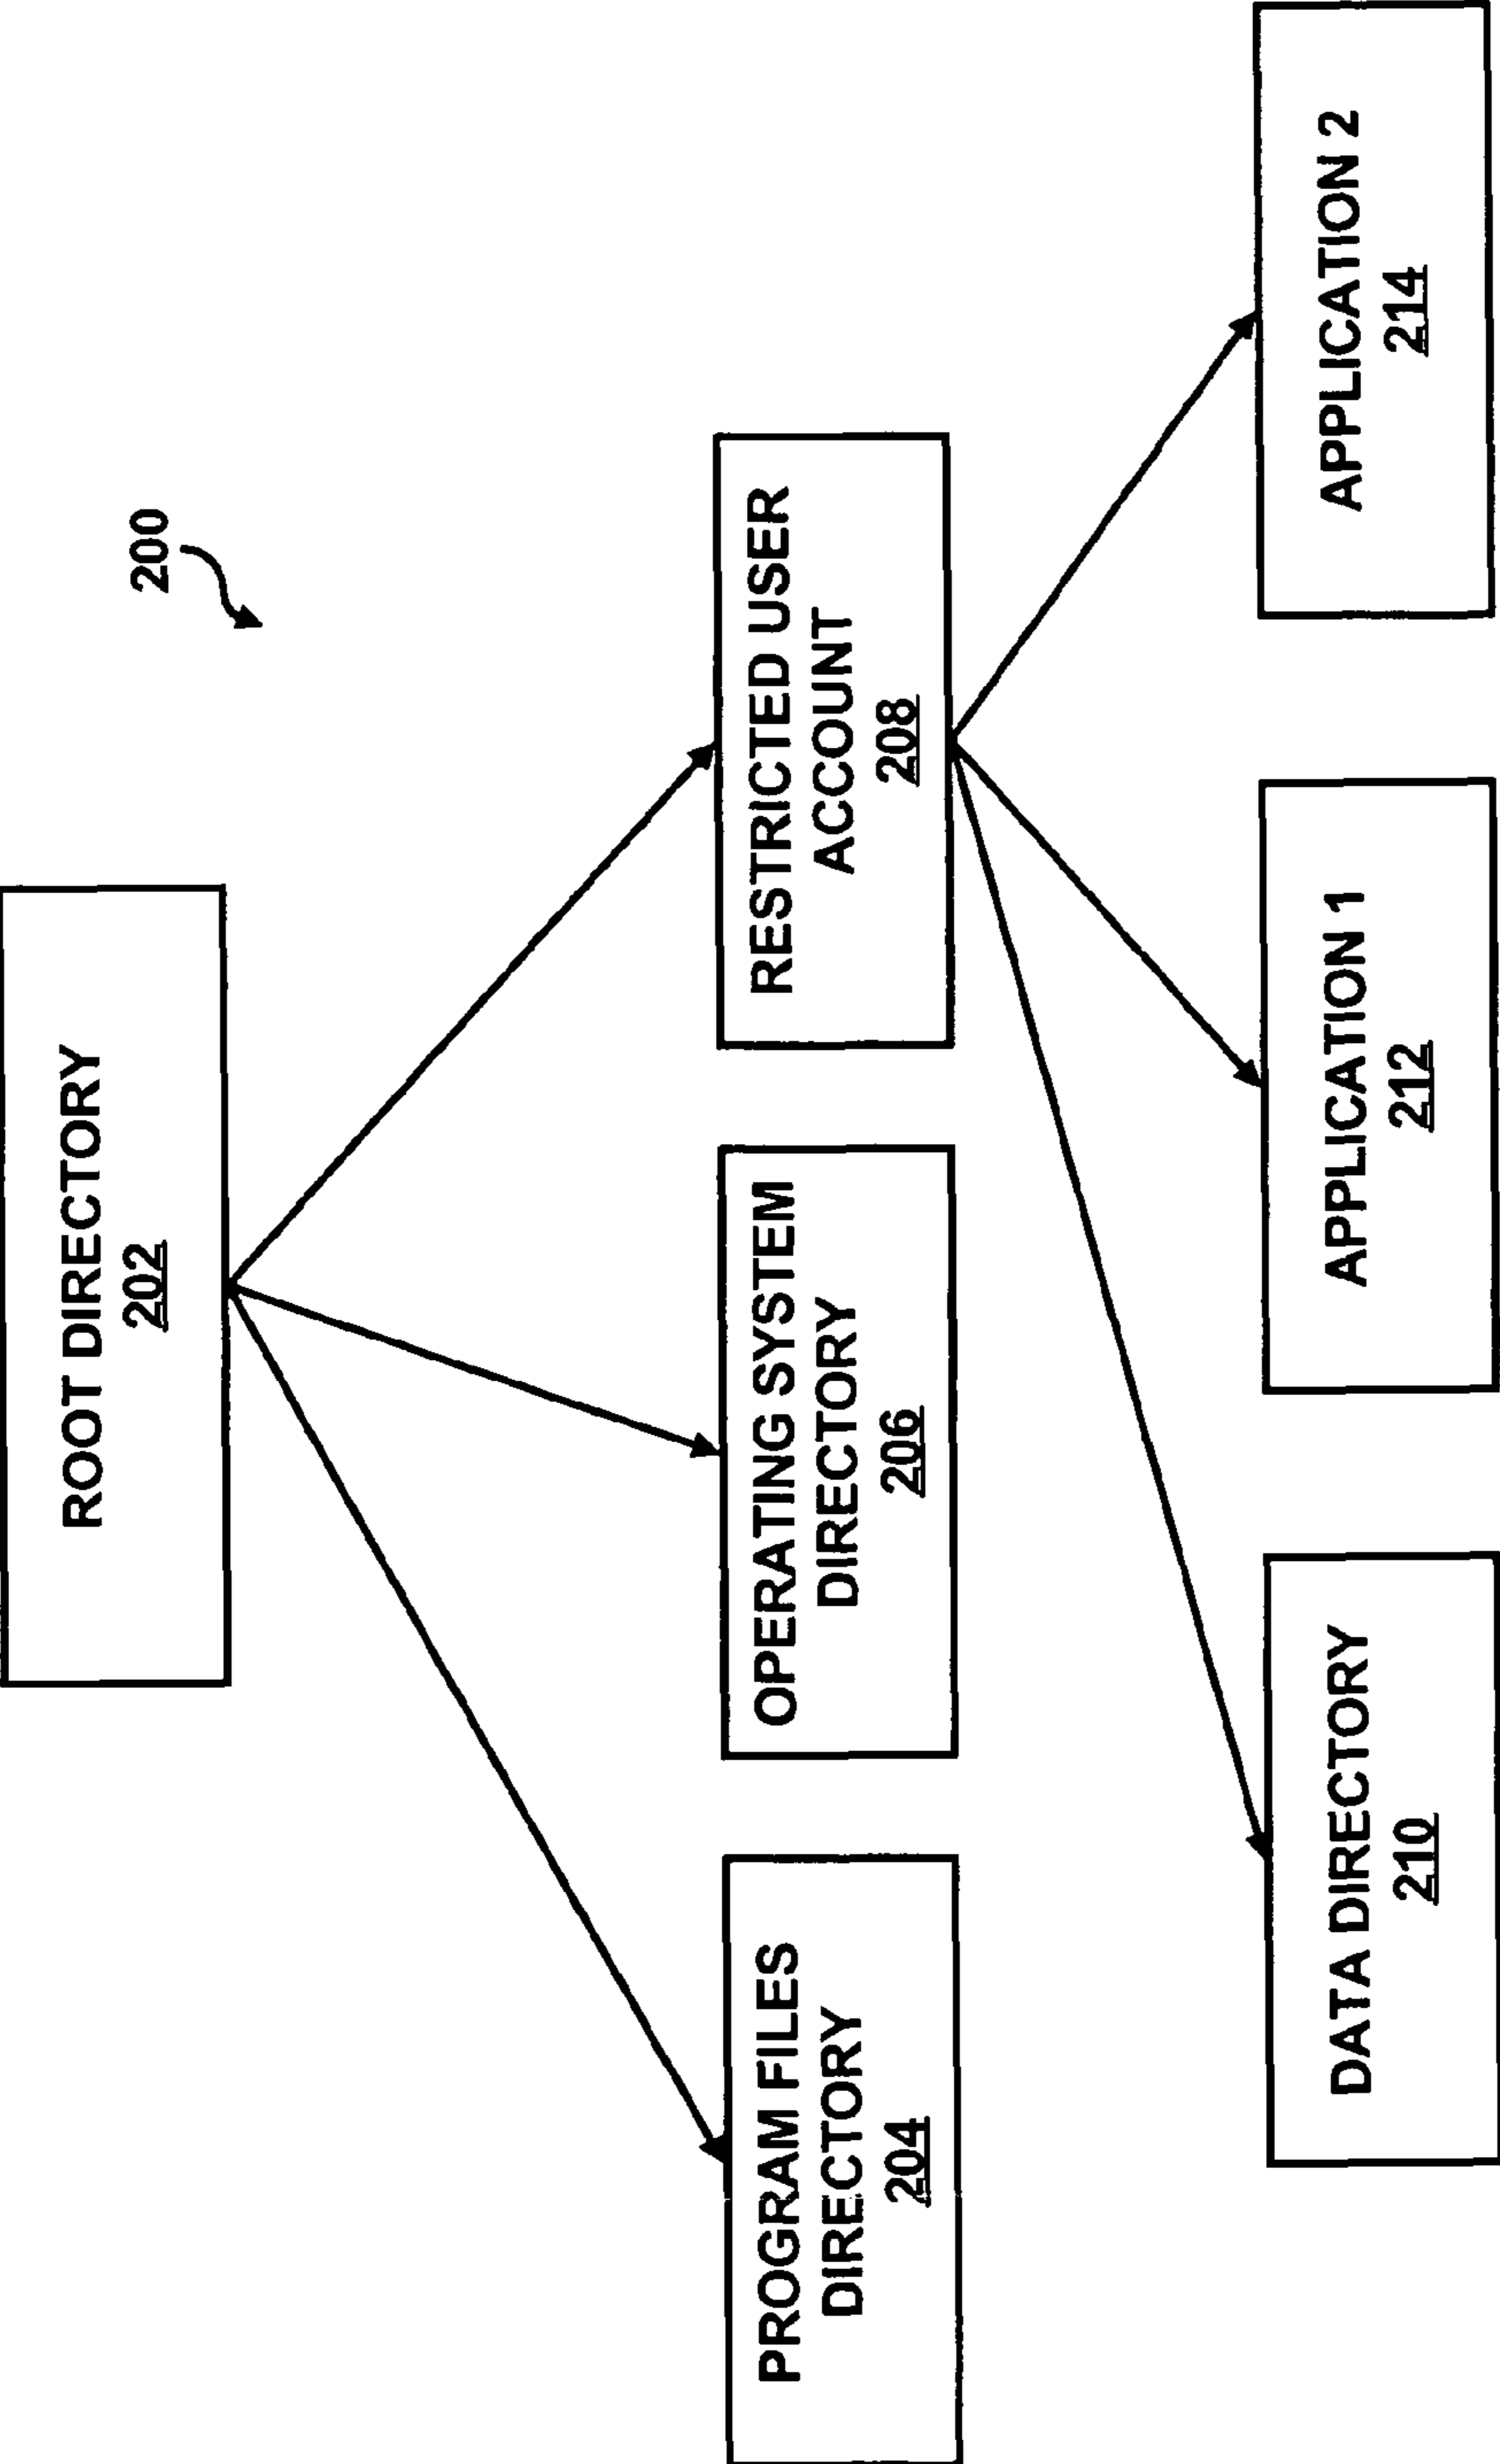 200
ROOT DIRECTORY
202
PROGRAM FILES
DIRECTORY
204
OPERATING SYSTEM
DIRECTORY
206
RESTRICTED USER
ACCOUNT
208
DATA DIRECTORY
210
APPLICATION 1
212
APPLICATION 2
214